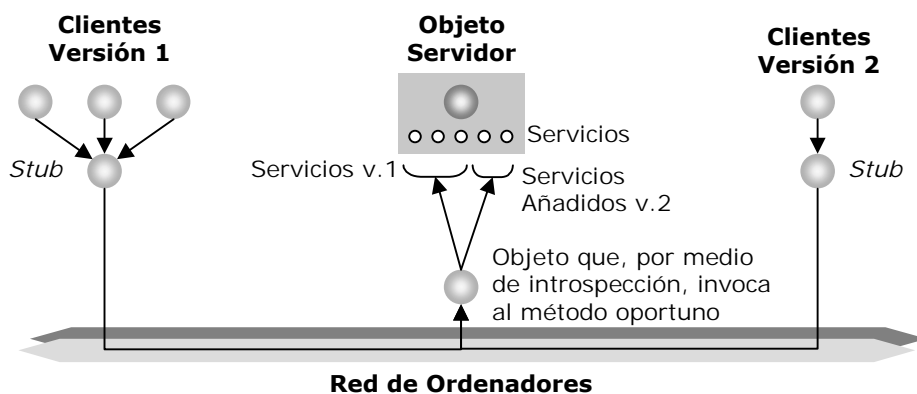 Clientes
Versión 1
Objeto
Servidor
Clientes
Versión 2
Servicios
Stub
Servicios v.1
Servicios
Añadidos v.2
Stub
Objeto que, por medio
de introspección, invoca
al método oportuno
Red de Ordenadores